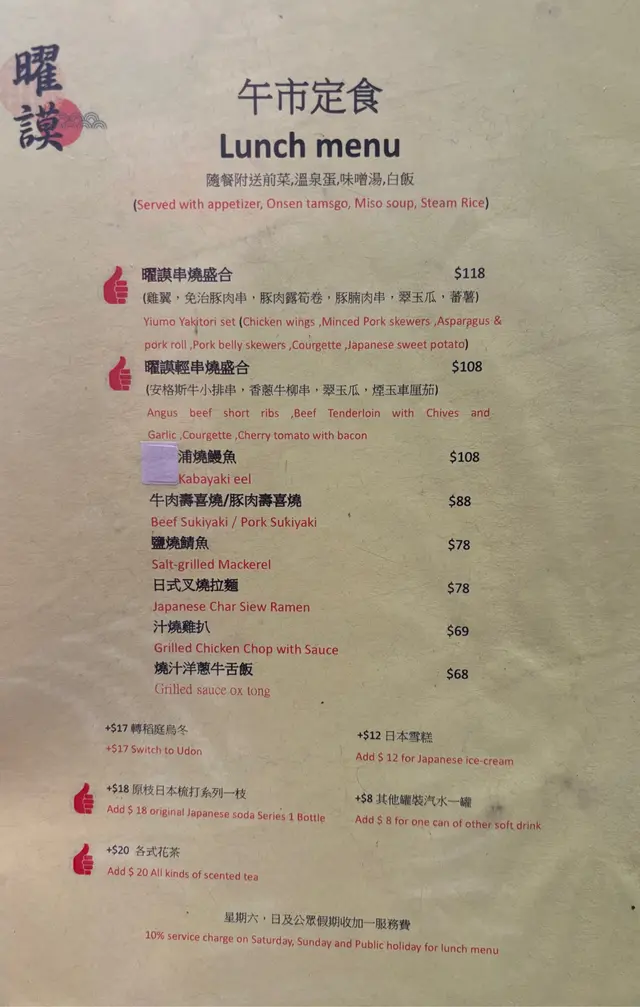 曜謨
午市定食
Lunch menu
隨餐附送前菜,溫泉蛋,味噌湯,白飯
(Served with appetizer, Onsen tamsgo, Miso soup, Steam Rice)
曜謨串燒盛合 $118
(雞翼，免治豚肉串，豚肉露筍卷，豚腩肉串，翠玉瓜，蕃薯)
Yiumo Yakitori set (Chicken wings ,Minced Pork skewers ,Asparagus &
pork roll ,Pork belly skewers ,Courgette ,Japanese sweet potato)
曜謨輕串燒盛合 $108
(安格斯牛小排串，香蔥牛柳串，翠玉瓜，煙玉車厘茄)
Angus beef short ribs ,Beef Tenderloin with Chives and
Garlic ,Courgette ,Cherry tomato with bacon
浦燒鰻魚 $108
Kabayaki eel
牛肉壽喜燒/豚肉壽喜燒 $88
Beef Sukiyaki / Pork Sukiyaki
鹽燒鯖魚 $78
Salt-grilled Mackerel
日式叉燒拉麵 $78
Japanese Char Siew Ramen
汁燒雞扒 $69
Grilled Chicken Chop with Sauce
燒汁洋蔥牛舌飯 $68
Grilled sauce ox tong
+$17 轉稻庭烏冬
+$17 Switch to Udon
+$12 日本雪糕
Add $ 12 for Japanese ice-cream
+$18 原枝日本梳打系列一枝
Add $ 18 original Japanese soda Series 1 Bottle
+$8 其他罐裝汽水一罐
Add $ 8 for one can of other soft drink
+$20 各式花茶
Add $ 20 All kinds of scented tea
星期六，日及公眾假期收加一服務費
10% service charge on Saturday, Sunday and Public holiday for lunch menu